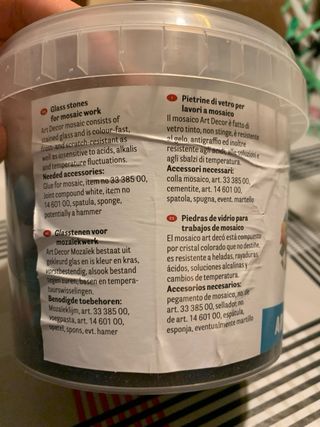 Glass stones
for mosaic work
Art Decor mosaic consists of
stained glass and is colour-fast,
frost- and scratch-resistant as
well as insensitive to acids, alkalis
and temperature fluctuations.
Needed accessories:
Glue for mosaic, item no 33 385 00,
Joint compound white, item no
14 601 00, spatula, sponge,
potentially a hammer
Glasstenen voor
mozaïekwerk
Art Decor Mozaïek bestaat uit
gekleurd glas en is kleur en kras,
vorstbestendig, alsook bestand
tegen zuren, basen en tempera-
tuurswisselingen.
Benodigde toebehoren:
Mozaïeklijm, art. 33 385 00,
voegpasta, art. 14 601 00,
spatel, spons, evt. hamer
Pietrine di vetro per
lavori a mosaico
Il mosaico Art Decor è fatto di
vetro tinto, non stinge, è resistente
al gelo, antigraffio ed inoltre
resistente agli acidi, alle soluzioni e
agli sbalzi di temperatura.
Accessori necessari:
colla mosaico, art. 33 385 00,
cementite, art. 14 601 00,
spatola, spugna, event. martello
Piedras de vidrio para
trabajos de mosaico
El mosaico art decó está compuesto
por cristal colorado que no destiñe,
es resistente a heladas, rayaduras,
ácidos, soluciones alcalinas y
cambios de temperatura.
Accesorios necesarios:
pegamento de mosaico, no de
art. 33 385 00, sellador, no
de art. 14 601 00, espátula,
esponja, eventualmente martillo